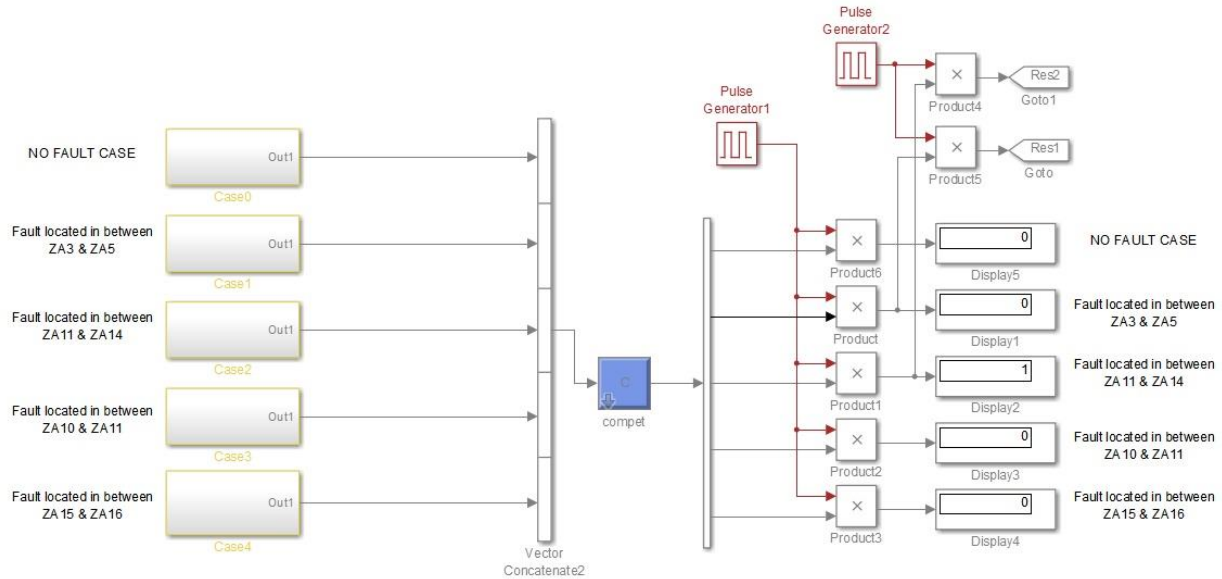 Pulse
Generator2
×
Product4
Res2
Goto1
Pulse
Generator1
×
Product5
Res1
Goto
NO FAULT CASE
Out1
Case0
Fault located in between
ZA3 & ZA5
Out1
Case1
Fault located in between
ZA11 & ZA14
Out1
Case2
Fault located in between
ZA10 & ZA11
Out1
Case3
Fault located in between
ZA15 & ZA16
Out1
Case4
Vector
Concatenate2
C
compet
×
Product6
0
Display5
NO FAULT CASE
×
Product
0
Display1
Fault located in between
ZA3 & ZA5
×
Product1
1
Display2
Fault located in between
ZA11 & ZA14
×
Product2
0
Display3
Fault located in between
ZA10 & ZA11
×
Product3
0
Display4
Fault located in between
ZA15 & ZA16